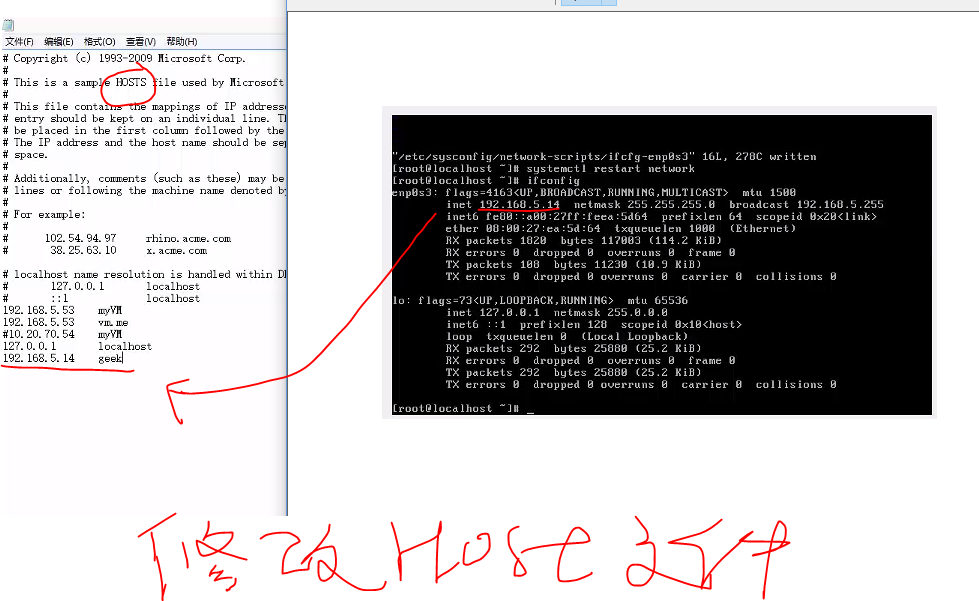 文件(F) 编辑(E) 格式(O) 查看(V) 帮助(H)
# Copyright (c) 1993-2009 Microsoft Corp.
#
# This is a sample HOSTS file used by Microsoft
#
# This file contains the mappings of IP addresse
# entry should be kept on an individual line. Th
# be placed in the first column followed by the
# The IP address and the host name should be sep
# space.
#
# Additionally, comments (such as these) may be
# lines or following the machine name denoted by
#
# For example:
#
# 102.54.94.97 rhino.acme.com
# 38.25.63.10 x.acme.com
# localhost name resolution is handled within DN
# 127.0.0.1 localhost
# ::1 localhost
192.168.5.53 myVM
192.168.5.53 vm.me
#10.20.70.54 myVM
127.0.0.1 localhost
192.168.5.14 geek
"/etc/sysconfig/network-scripts/ifcfg-enp0s3" 16L, 278C written
[root@localhost ~]# systemctl restart network
[root@localhost ~]# ifconfig
enp0s3: flags=4163<UP,BROADCAST,RUNNING,MULTICAST> mtu 1500
inet 192.168.5.14 netmask 255.255.255.0 broadcast 192.168.5.255
inet6 fe80::a00:27ff:feea:5d64 prefixlen 64 scopeid 0x20<link>
ether 08:00:27:ea:5d:64 txqueuelen 1000 (Ethernet)
RX packets 1820 bytes 117003 (114.2 KiB)
RX errors 0 dropped 0 overruns 0 frame 0
TX packets 108 bytes 11230 (10.9 KiB)
TX errors 0 dropped 0 overruns 0 carrier 0 collisions 0
lo: flags=73<UP,LOOPBACK,RUNNING> mtu 65536
inet 127.0.0.1 netmask 255.0.0.0
inet6 ::1 prefixlen 128 scopeid 0x10<host>
loop txqueuelen 0 (Local Loopback)
RX packets 292 bytes 25880 (25.2 KiB)
RX errors 0 dropped 0 overruns 0 frame 0
TX packets 292 bytes 25880 (25.2 KiB)
TX errors 0 dropped 0 overruns 0 carrier 0 collisions 0
[root@localhost ~]# _
修改Host文件